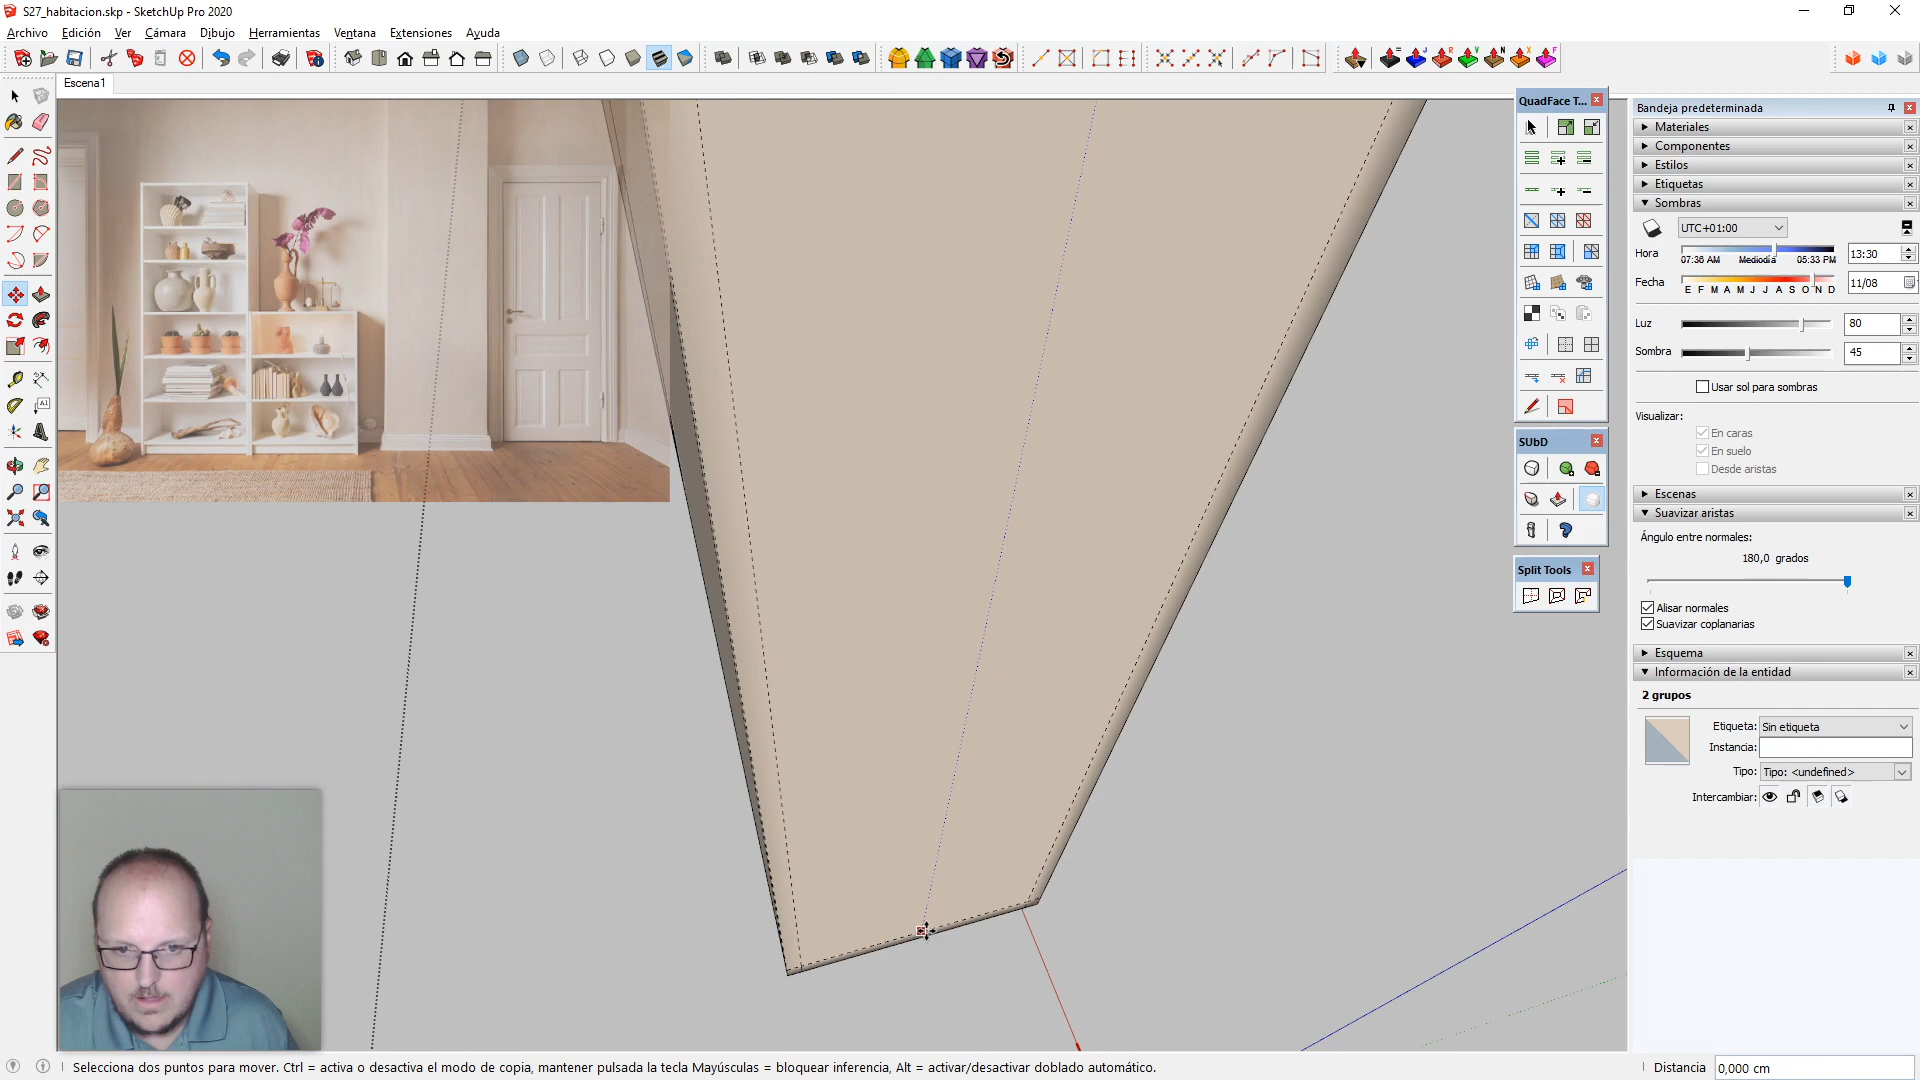 S27_habitacion.skp - SketchUp Pro 2020
Archivo Edición Ver Cámara Dibujo Herramientas Ventana Extensiones Ayuda
Escena1
QuadFace T...
SUbD
Split Tools
Bandeja predeterminada
Materiales
Componentes
Estilos
Etiquetas
Sombras
UTC+01:00
Hora
07:36 AM Mediodía 05:33 PM
13:30
Fecha
E F M A M J J A S O N D
11/08
Luz
80
Sombra
45
Usar sol para sombras
Visualizar:
En caras
En suelo
Desde aristas
Escenas
Suavizar aristas
Ángulo entre normales:
180,0 grados
Alisar normales
Suavizar coplanarias
Esquema
Información de la entidad
2 grupos
Etiqueta: Sin etiqueta
Instancia:
Tipo: Tipo: <undefined>
Intercambiar:
Selecciona dos puntos para mover. Ctrl = activa o desactiva el modo de copia, mantener pulsada la tecla Mayúsculas = bloquear inferencia, Alt = activar/desactivar doblado automático.
Distancia 0,000 cm